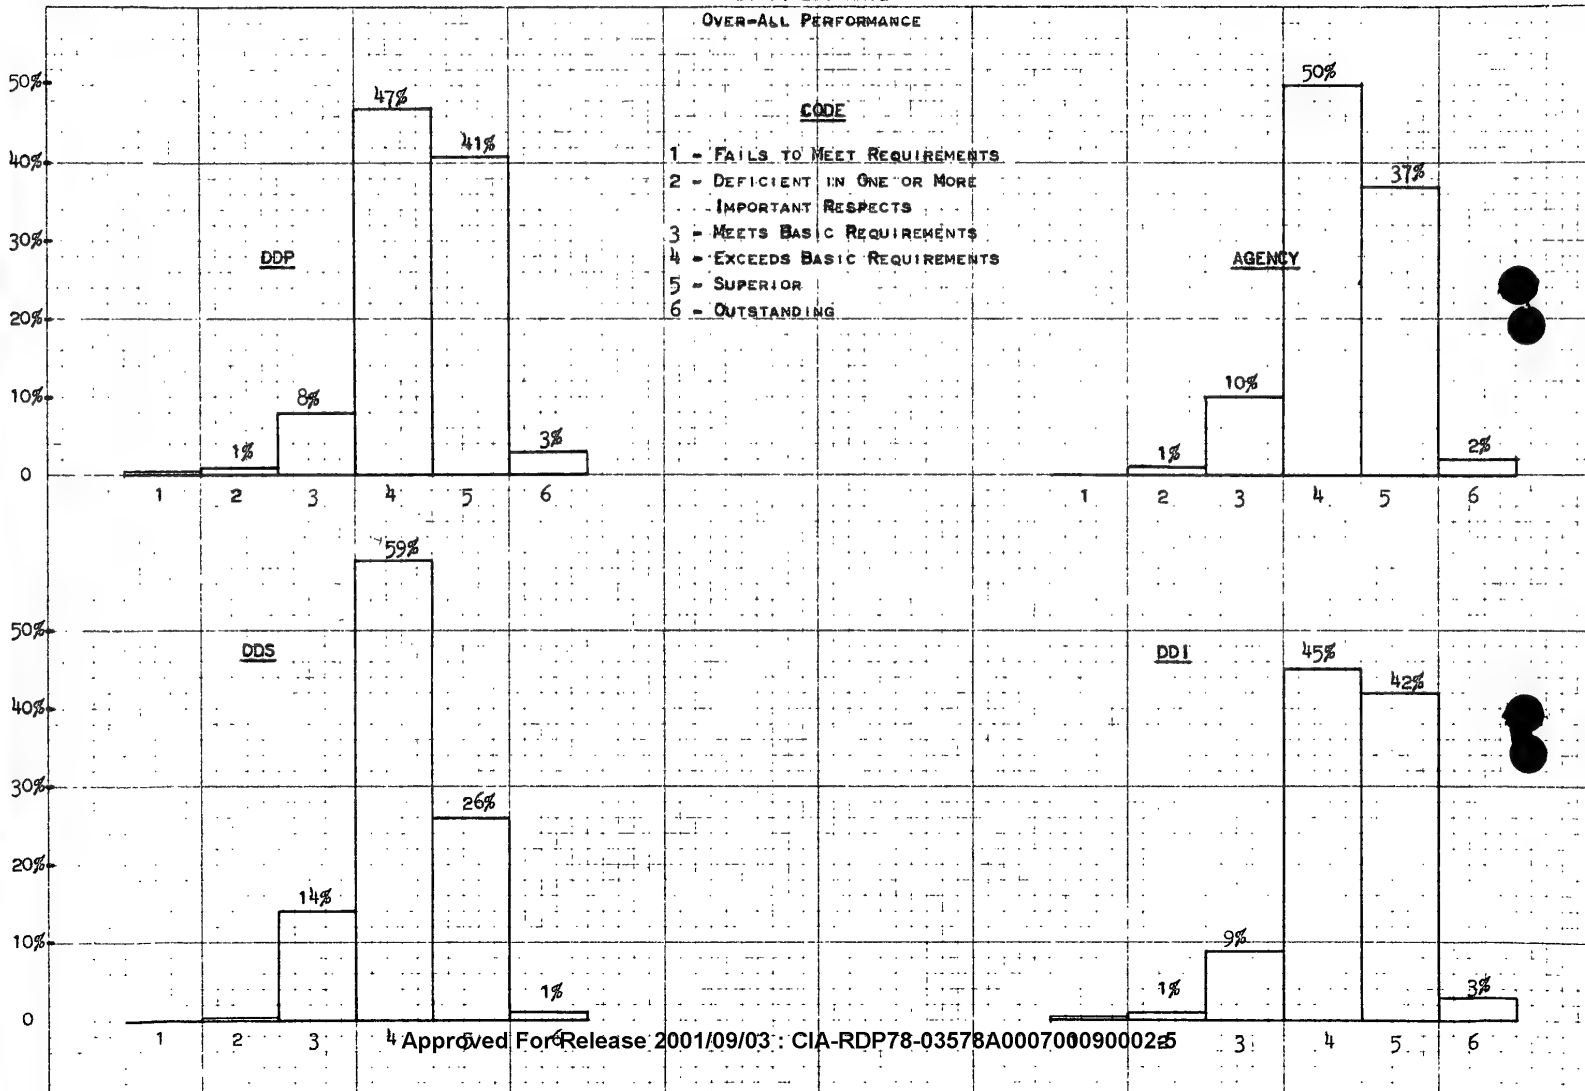 OVER-ALL PERFORMANCE
CODE
1 - FAILS TO MEET REQUIREMENTS
2 - DEFICIENT IN ONE OR MORE
IMPORTANT RESPECTS
3 - MEETS BASIC REQUIREMENTS
4 - EXCEEDS BASIC REQUIREMENTS
5 - SUPERIOR
6 - OUTSTANDING
50%
40%
30%
20%
10%
0
DDP
1%
8%
47%
41%
3%
1 2 3 4 5 6
AGENCY
1%
10%
50%
37%
2%
1 2 3 4 5 6
50%
40%
30%
20%
10%
0
DDS
14%
59%
26%
1%
1 2 3 4 5 6
DDI
1%
9%
45%
42%
3%
3 4 5 6
Approved For Release 2001/09/03 : CIA-RDP78-03578A000700090002-5